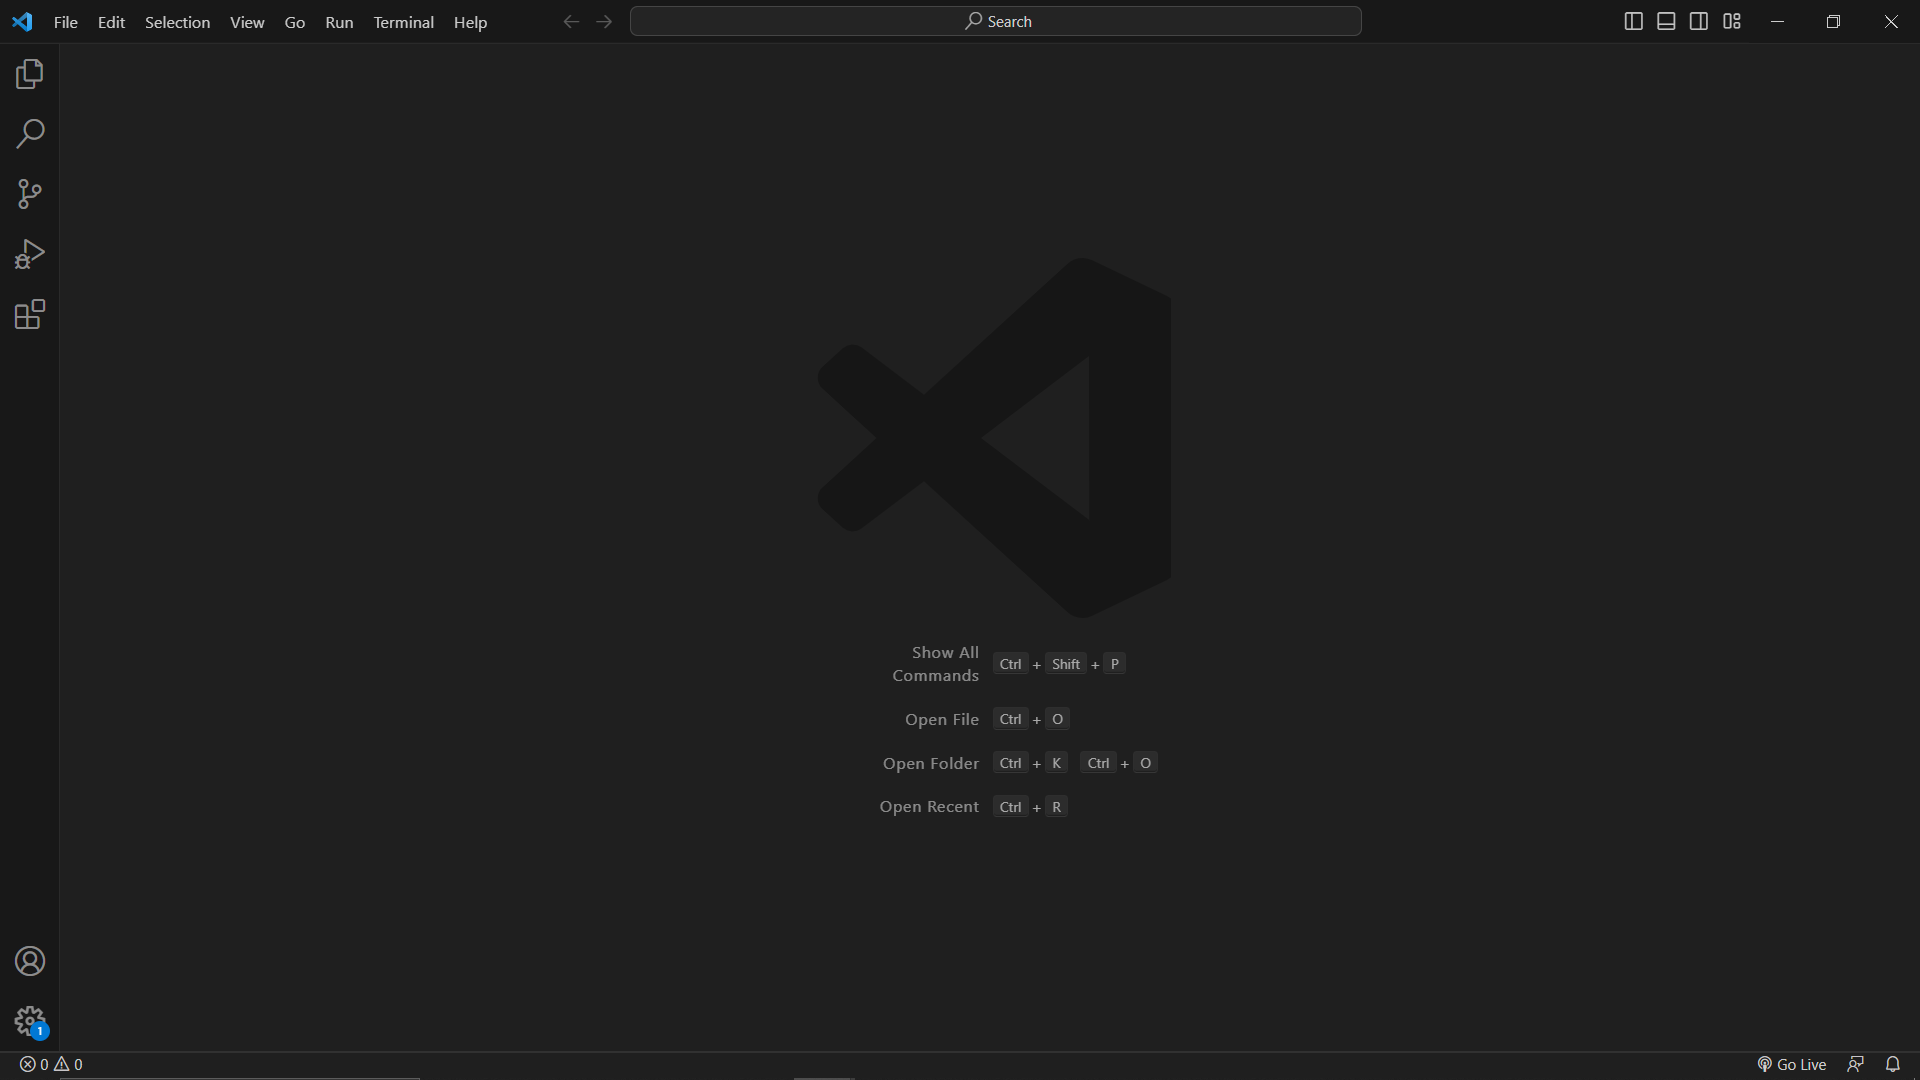 File Edit Selection View Go Run Terminal Help
Search
Show All
Commands
Ctrl + Shift + P
Open File Ctrl + O
Open Folder Ctrl + K Ctrl + O
Open Recent Ctrl + R
1
0 0
Go Live